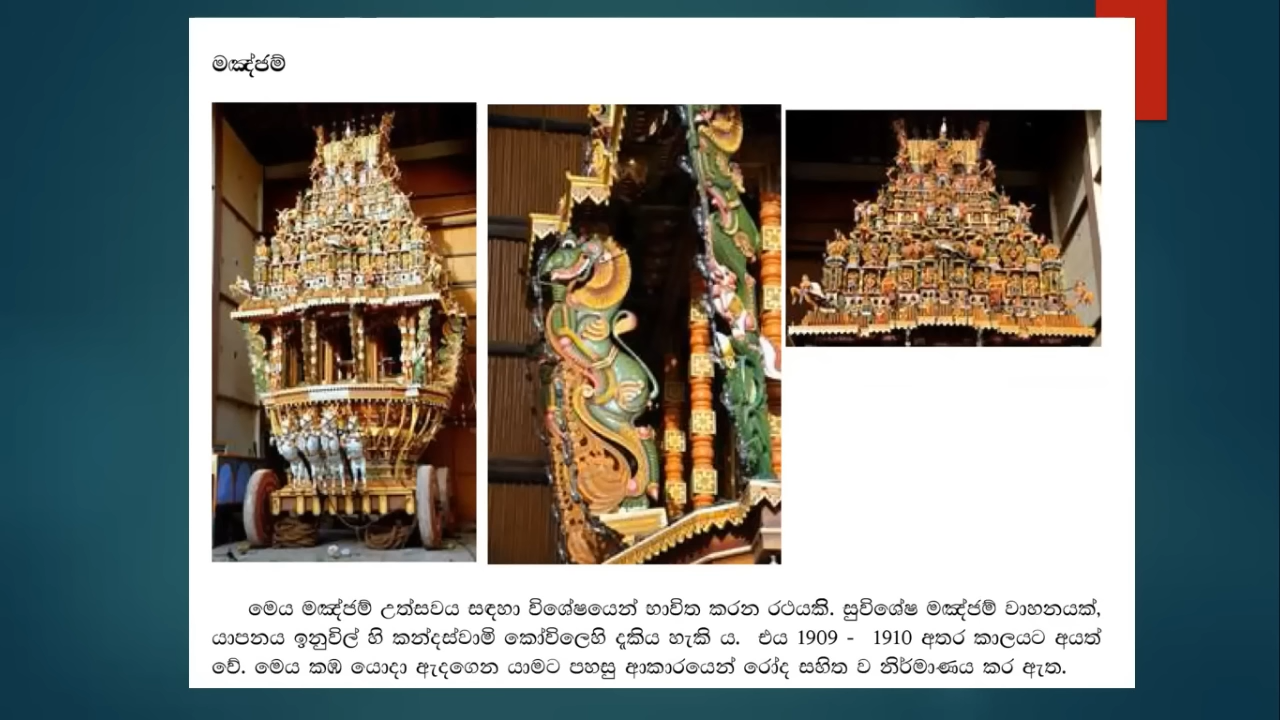 මඤ්ජම්
මෙය මඤ්ජම් උත්සවය සඳහා විශේෂයෙන් භාවිත කරන රථයකි. සුවිශේෂ මඤ්ජම් වාහනයක්,
යාපනය ඉනුවිල් හි කන්දස්වාමි කෝවිලෙහි දැකිය හැකි ය. එය 1909 - 1910 අතර කාලයට අයත්
වේ. මෙය කඹ යොදා ඇදගෙන යාමට පහසු ආකාරයෙන් රෝද සහිත ව නිර්මාණය කර ඇත.